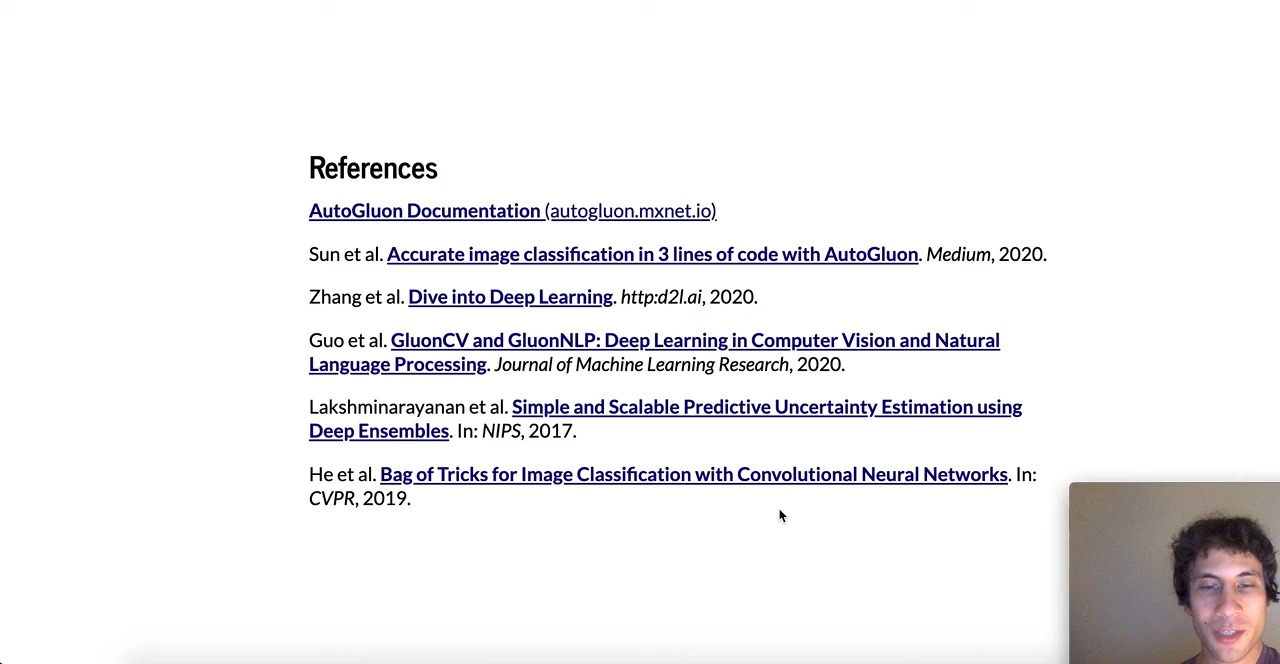 References
AutoGluon Documentation (autogluon.mxnet.io)
Sun et al. Accurate image classification in 3 lines of code with AutoGluon. Medium, 2020.
Zhang et al. Dive into Deep Learning. http:d2l.ai, 2020.
Guo et al. GluonCV and GluonNLP: Deep Learning in Computer Vision and Natural
Language Processing. Journal of Machine Learning Research, 2020.
Lakshminarayanan et al. Simple and Scalable Predictive Uncertainty Estimation using
Deep Ensembles. In: NIPS, 2017.
He et al. Bag of Tricks for Image Classification with Convolutional Neural Networks. In:
CVPR, 2019.